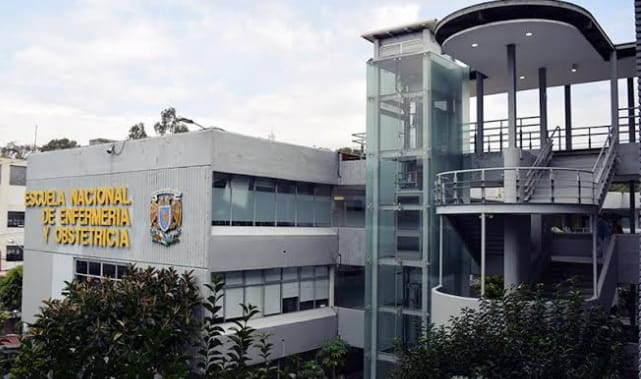 ESCUELA NACIONAL
DE ENFERMERIA
Y OBSTETRICIA